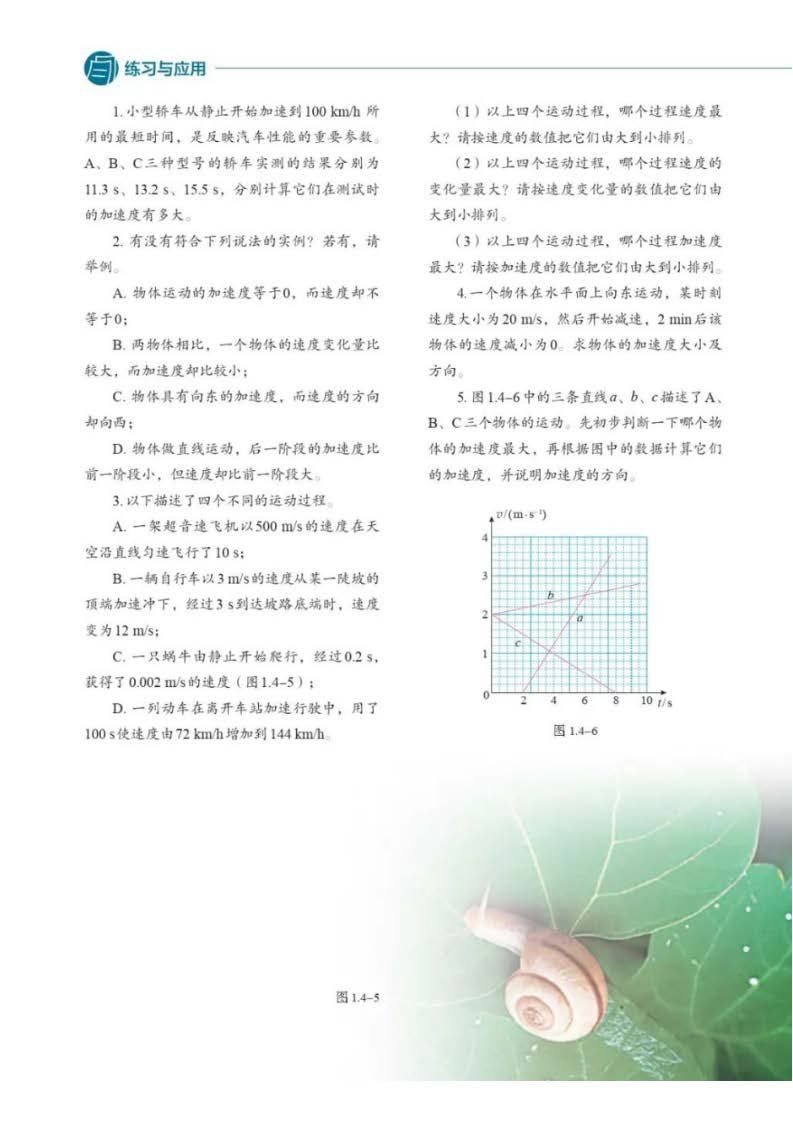 练习与应用
1. 小型轿车从静止开始加速到 100 km/h 所
用的最短时间，是反映汽车性能的重要参数。
A、B、C三种型号的轿车实测的结果分别为
11.3 s、13.2 s、15.5 s，分别计算它们在测试时
的加速度有多大。
2. 有没有符合下列说法的实例？若有，请
举例。
A. 物体运动的加速度等于0，而速度却不
等于0；
B. 两物体相比，一个物体的速度变化量比
较大，而加速度却比较小；
C. 物体具有向东的加速度，而速度的方向
却向西；
D. 物体做直线运动，后一阶段的加速度比
前一阶段小，但速度却比前一阶段大。
3. 以下描述了四个不同的运动过程。
A. 一架超音速飞机以500 m/s的速度在天
空沿直线匀速飞行了10 s；
B. 一辆自行车以3 m/s的速度从某一陡坡的
顶端加速冲下，经过3 s到达坡路底端时，速度
变为12 m/s；
C. 一只蜗牛由静止开始爬行，经过0.2 s，
获得了0.002 m/s的速度（图1.4-5）；
D. 一列动车在离开车站加速行驶中，用了
100 s使速度由72 km/h增加到144 km/h。
图 1.4-5
（1）以上四个运动过程，哪个过程速度最
大？请按速度的数值把它们由大到小排列。
（2）以上四个运动过程，哪个过程速度的
变化量最大？请按速度变化量的数值把它们由
大到小排列。
（3）以上四个运动过程，哪个过程加速度
最大？请按加速度的数值把它们由大到小排列。
4. 一个物体在水平面上向东运动，某时刻
速度大小为20 m/s，然后开始减速，2 min后该
物体的速度减小为0。求物体的加速度大小及
方向。
5. 图1.4-6中的三条直线a、b、c描述了A、
B、C三个物体的运动。先初步判断一下哪个物
体的加速度最大，再根据图中的数据计算它们
的加速度，并说明加速度的方向。
v/(m·s⁻¹)
4
3
b
2
a
c
1
0 2 4 6 8 10 t/s
图 1.4-6